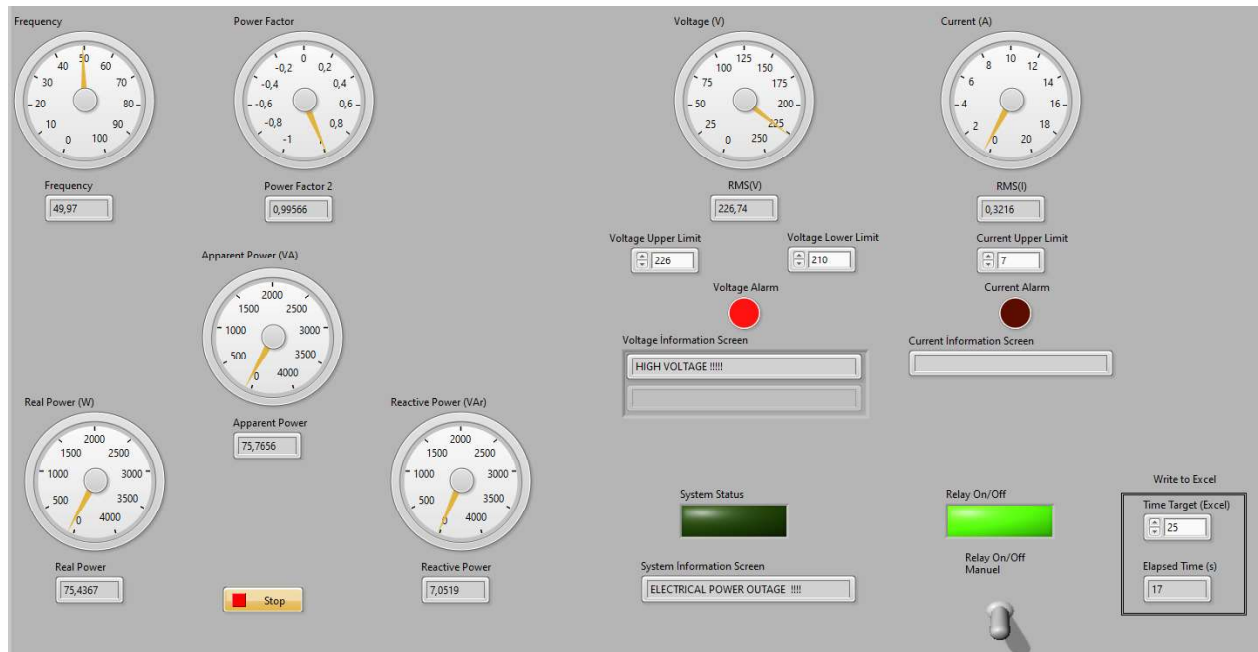 Frequency
0
10
20
30
40
50
60
70
80
90
100
Frequency
49,97
Power Factor
-1
-0,8
-0,6
-0,4
-0,2
0
0,2
0,4
0,6
0,8
Power Factor 2
0,99566
Voltage (V)
0
25
50
75
100
125
150
175
200
225
250
RMS(V)
226,74
Current (A)
0
2
4
6
8
10
12
14
16
18
20
RMS(I)
0,3216
Voltage Upper Limit
226
Voltage Lower Limit
210
Current Upper Limit
7
Voltage Alarm
Current Alarm
Voltage İnformation Screen
HIGH VOLTAGE !!!!!
Current İnformation Screen
Apparent Power (VA)
0
500
1000
1500
2000
2500
3000
3500
4000
Apparent Power
75,7656
Real Power (W)
0
500
1000
1500
2000
2500
3000
3500
4000
Real Power
75,4367
Reactive Power (VAr)
0
500
1000
1500
2000
2500
3000
3500
4000
Reactive Power
7,0519
Stop
System Status
System İnformation Screen
ELECTRICAL POWER OUTAGE !!!!
Relay On/Off
Relay On/Off
Manuel
Write to Excel
Time Target (Excel)
25
Elapsed Time (s)
17